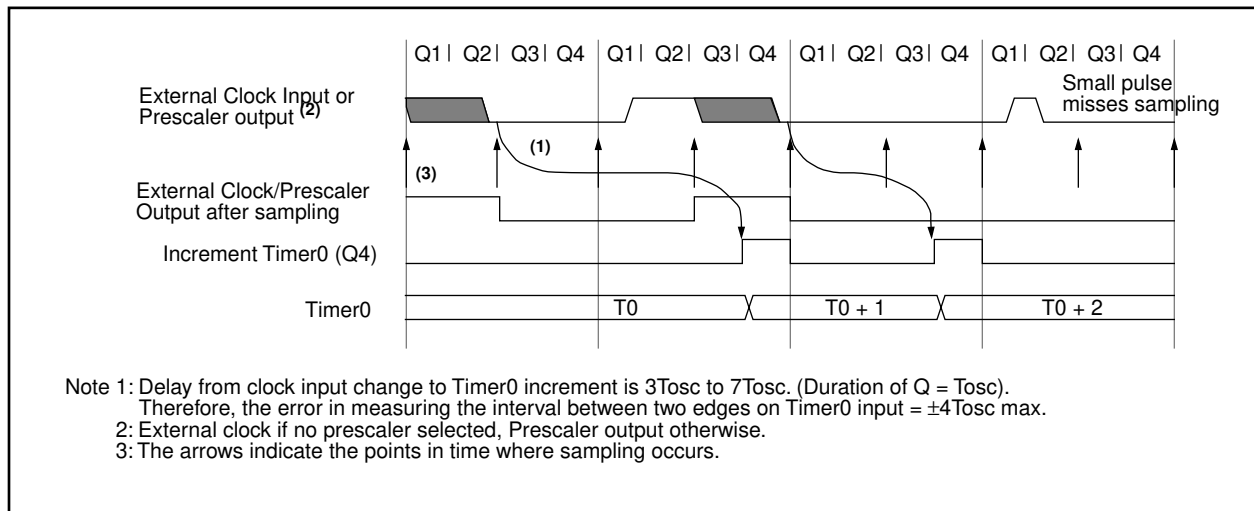 Q1| Q2| Q3| Q4 Q1| Q2| Q3| Q4 Q1| Q2| Q3| Q4 Q1| Q2| Q3| Q4
External Clock Input or
Prescaler output (2)
Small pulse
misses sampling
(1)
(3)
External Clock/Prescaler
Output after sampling
Increment Timer0 (Q4)
Timer0 T0 T0 + 1 T0 + 2
Note 1: Delay from clock input change to Timer0 increment is 3Tosc to 7Tosc. (Duration of Q = Tosc).
Therefore, the error in measuring the interval between two edges on Timer0 input = ±4Tosc max.
2: External clock if no prescaler selected, Prescaler output otherwise.
3: The arrows indicate the points in time where sampling occurs.